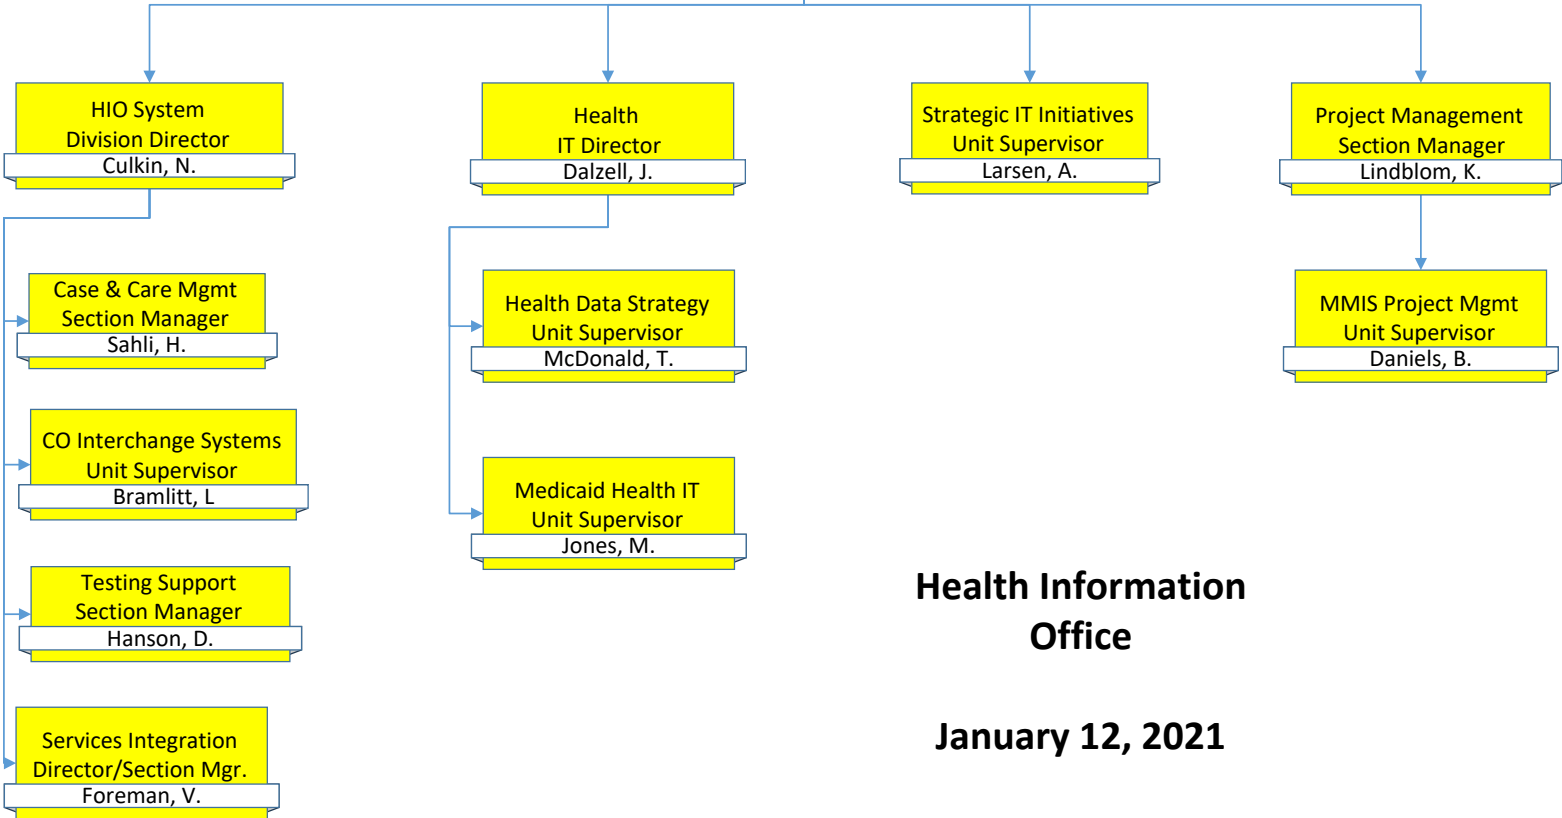 HIO System
Division Director
Culkin, N.
Health
IT Director
Dalzell, J.
Strategic IT Initiatives
Unit Supervisor
Larsen, A.
Project Management
Section Manager
Lindblom, K.
Case & Care Mgmt
Section Manager
Sahli, H.
Health Data Strategy
Unit Supervisor
McDonald, T.
MMIS Project Mgmt
Unit Supervisor
Daniels, B.
CO Interchange Systems
Unit Supervisor
Bramlitt, L
Medicaid Health IT
Unit Supervisor
Jones, M.
Testing Support
Section Manager
Hanson, D.
Services Integration
Director/Section Mgr.
Foreman, V.
Health Information
Office
January 12, 2021